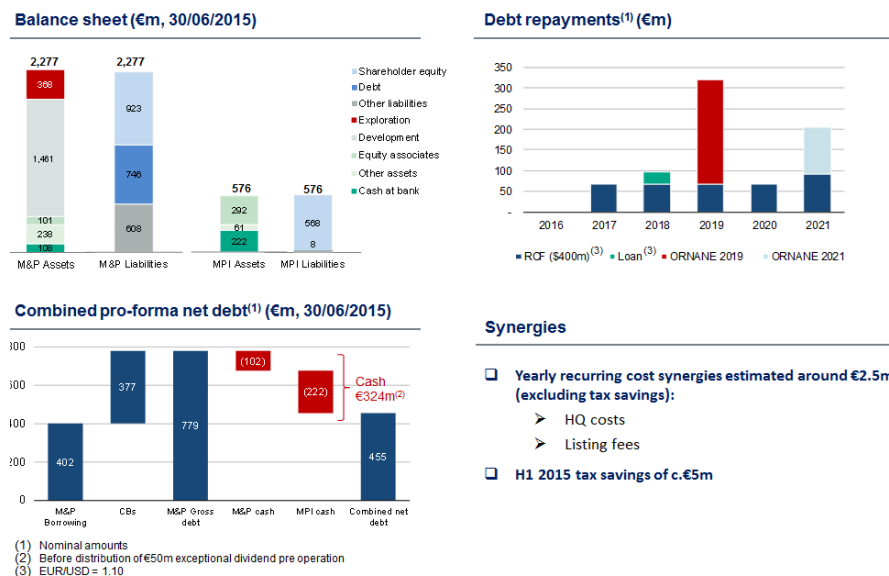 Balance sheet (€m, 30/06/2015)
2,277
2,277
368
1,461
101
238
108
923
746
608
576
576
292
61
222
568
8
M&P Assets
M&P Liabilities
MPI Assets
MPI Liabilities
Shareholder equity
Debt
Other liabilities
Exploration
Development
Equity associates
Other assets
Cash at bank
Debt repayments(1) (€m)
350
300
250
200
150
100
50
-
2016 2017 2018 2019 2020 2021
RCF ($400m)(3) Loan(3) ORNANE 2019 ORNANE 2021
Combined pro-forma net debt(1) (€m, 30/06/2015)
800
600
400
200
0
402
377
779
(102)
(222)
455
Cash
€324m(2)
M&P
Borrowing
CBs
M&P Gross
debt
M&P cash
MPI cash
Combined net
debt
(1) Nominal amounts
(2) Before distribution of €50m exceptional dividend pre operation
(3) EUR/USD = 1.10
Synergies
Yearly recurring cost synergies estimated around €2.5m
(excluding tax savings):
HQ costs
Listing fees
H1 2015 tax savings of c.€5m